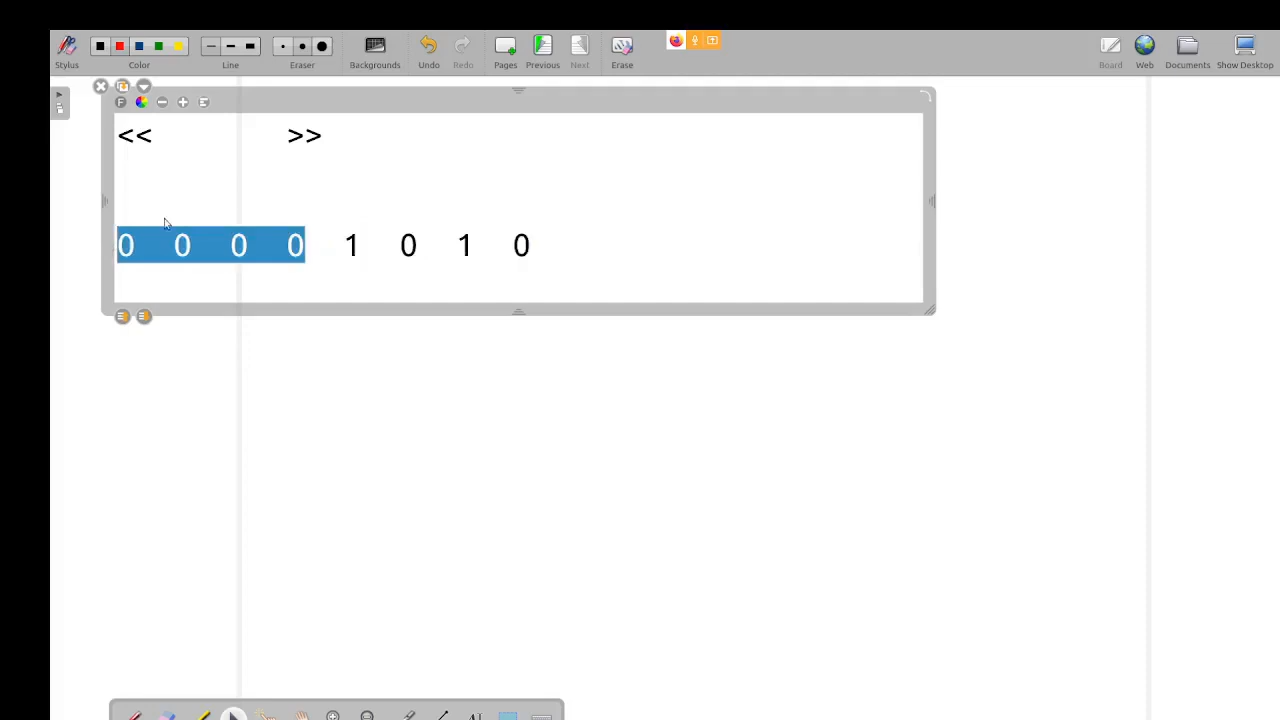 Stylus Color Line Eraser Backgrounds Undo Redo Pages Previous Next Erase Board Web Documents Show Desktop
F
<< >>
0 0 0 0 1 0 1 0